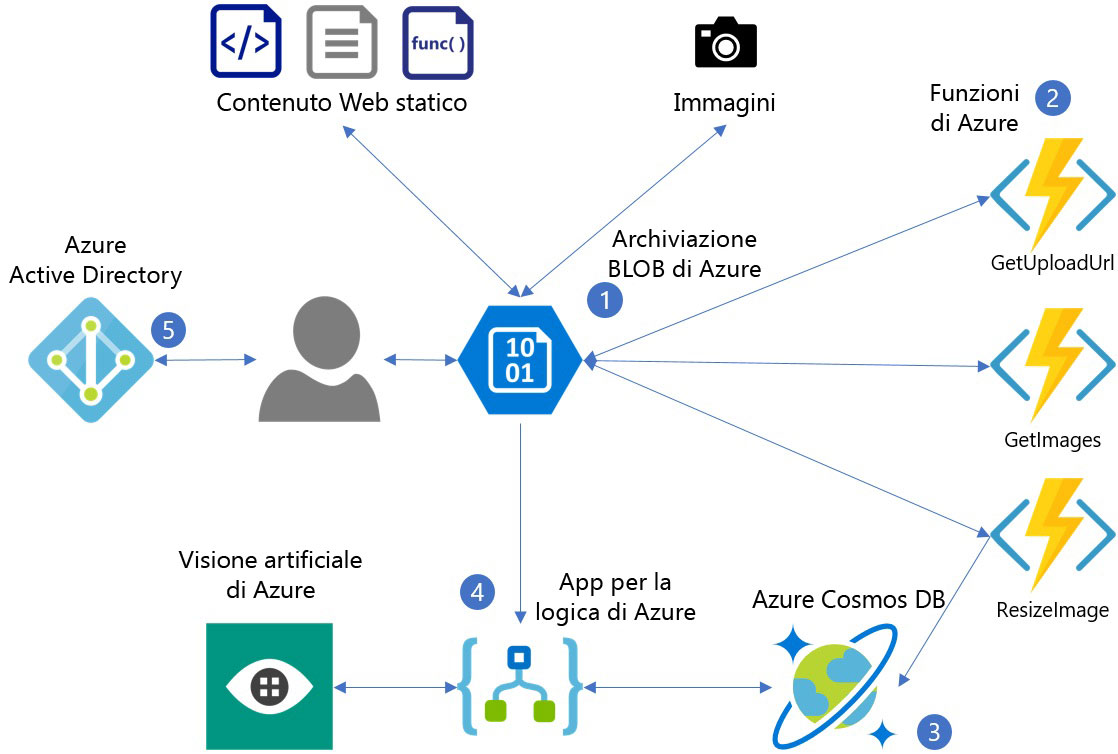 </>
func( )
Contenuto Web statico
Immagini
Funzioni
di Azure
2
GetUploadUrl
Azure
Active Directory
5
Archiviazione
BLOB di Azure
1
10
01
GetImages
Visione artificiale
di Azure
4
App per la
logica di Azure
Azure Cosmos DB
ResizeImage
3